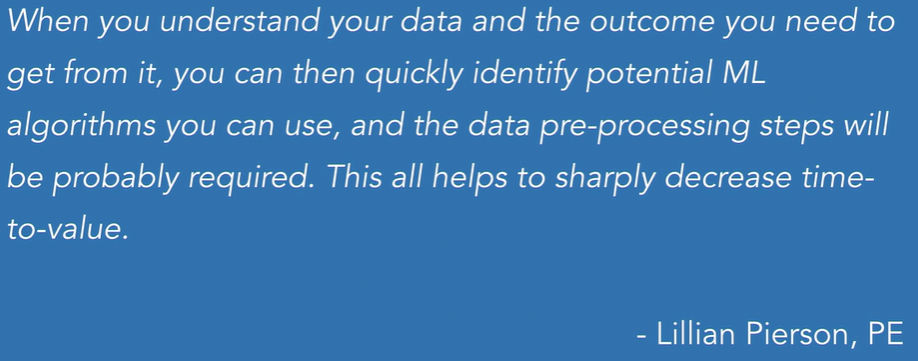 When you understand your data and the outcome you need to
get from it, you can then quickly identify potential ML
algorithms you can use, and the data pre-processing steps will
be probably required. This all helps to sharply decrease time-
to-value.
- Lillian Pierson, PE